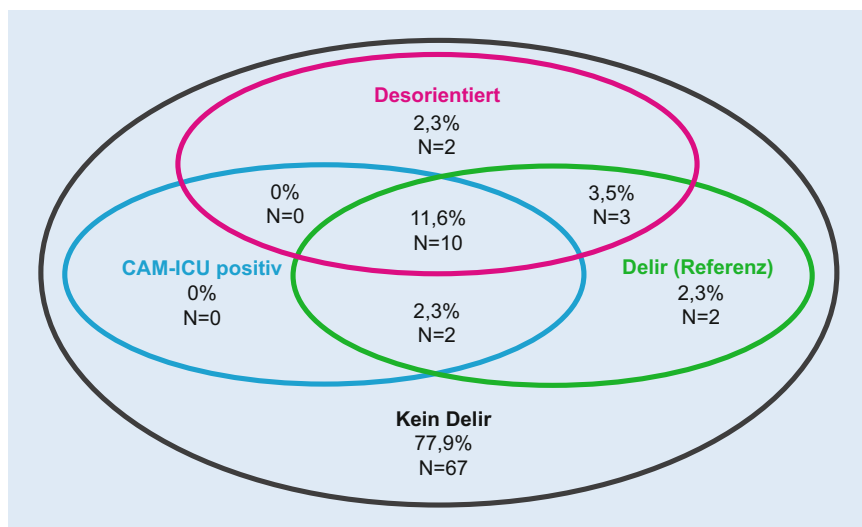 Desorientiert
2,3%
N=2
0%
N=0
11,6%
N=10
3,5%
N=3
CAM-ICU positiv
0%
N=0
2,3%
N=2
Delir (Referenz)
2,3%
N=2
Kein Delir
77,9%
N=67